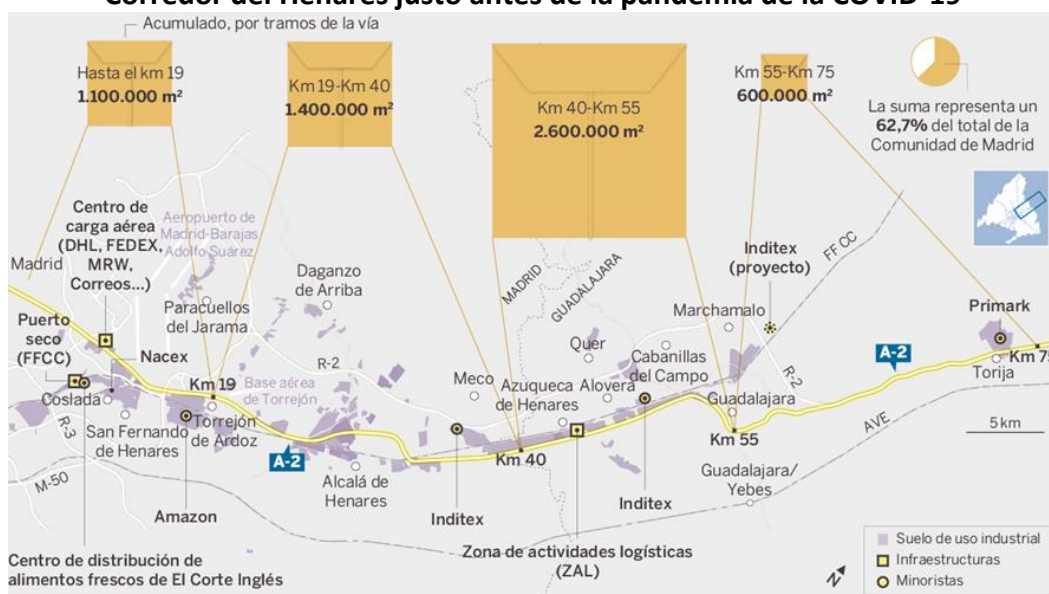 Corredor del Henares justo antes de la pandemia de la COVID-19
Acumulado, por tramos de la vía
Hasta el km 19
1.100.000 m²
Km 19-Km 40
1.400.000 m²
Km 40-Km 55
2.600.000 m²
Km 55-Km 75
600.000 m²
La suma representa un
62,7% del total de la
Comunidad de Madrid
Centro de
carga aérea
(DHL, FEDEX,
MRW,
Correos...)
Aeropuerto de
Madrid-Barajas
Adolfo Suárez
Madrid
Daganzo
de Arriba
MADRID
GUADALAJARA
Inditex
(proyecto)
FF CC
Paracuellos
del Jarama
Marchamalo
Primark
Puerto
seco
(FFCC)
Nacex
Quer
R-2
Cabanillas
del Campo
R-2
A-2
Km 75
Torija
Km 19
Base aérea
de Torrejón
Meco
Azuqueca
de Henares
Alovera
Guadalajara
Coslada
R-3
San Fernando
de Henares
Torrejón
de Ardoz
A-2
Km 40
Km 55
AVE
5 km
M-50
Alcalá de
Henares
Guadalajara/
Yebes
Amazon
Inditex
Inditex
Centro de distribución de
alimentos frescos de El Corte Inglés
Zona de actividades logísticas
(ZAL)
Suelo de uso industrial
Infraestructuras
Minoristas
N